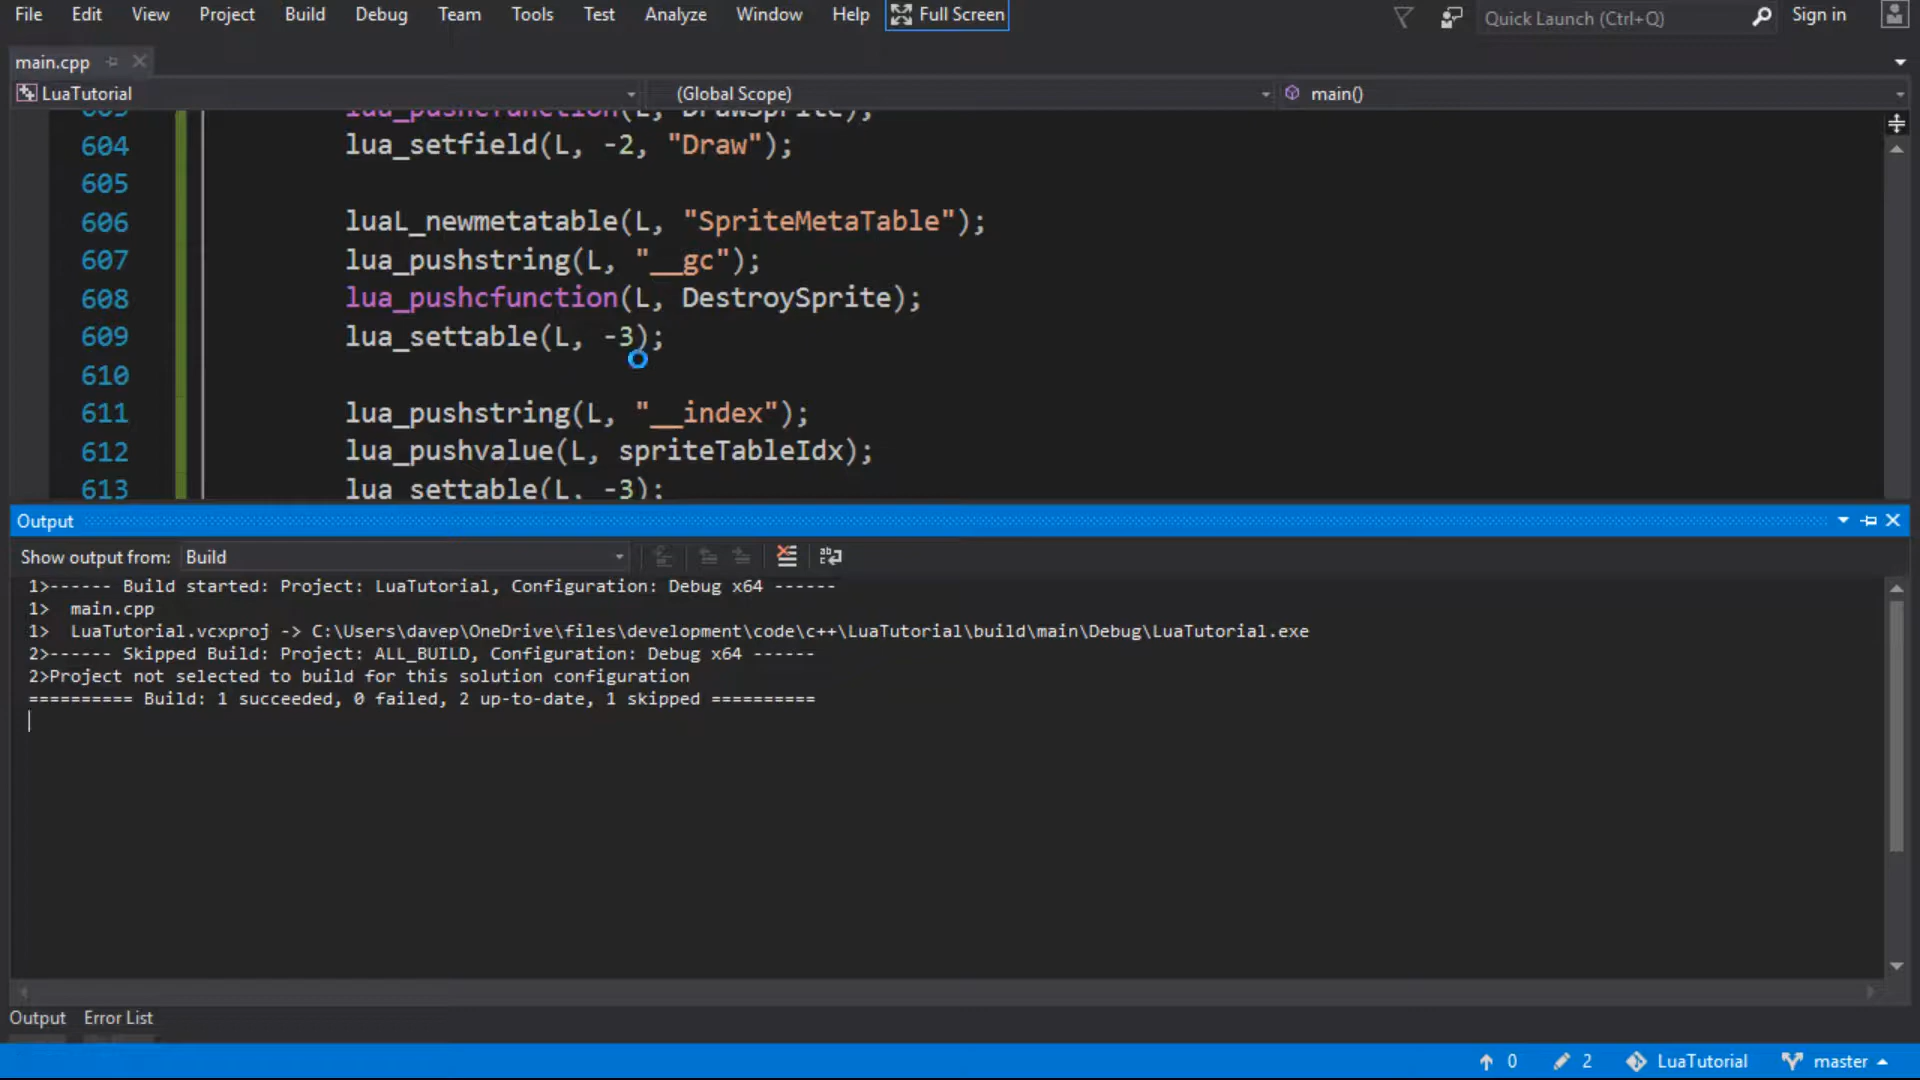 File Edit View Project Build Debug Team Tools Test Analyze Window Help Full Screen Quick Launch (Ctrl+Q) Sign in
main.cpp
LuaTutorial (Global Scope) main()
603 lua_pushcfunction(L, DrawSprite);
604 lua_setfield(L, -2, "Draw");
605
606 luaL_newmetatable(L, "SpriteMetaTable");
607 lua_pushstring(L, "__gc");
608 lua_pushcfunction(L, DestroySprite);
609 lua_settable(L, -3);
610
611 lua_pushstring(L, "__index");
612 lua_pushvalue(L, spriteTableIdx);
613 lua_settable(L, -3);
Output
Show output from: Build
1>------ Build started: Project: LuaTutorial, Configuration: Debug x64 ------
1> main.cpp
1> LuaTutorial.vcxproj -> C:\Users\davep\OneDrive\files\development\code\c++\LuaTutorial\build\main\Debug\LuaTutorial.exe
2>------ Skipped Build: Project: ALL_BUILD, Configuration: Debug x64 ------
2>Project not selected to build for this solution configuration
========== Build: 1 succeeded, 0 failed, 2 up-to-date, 1 skipped ==========
Output Error List
0 2 LuaTutorial master